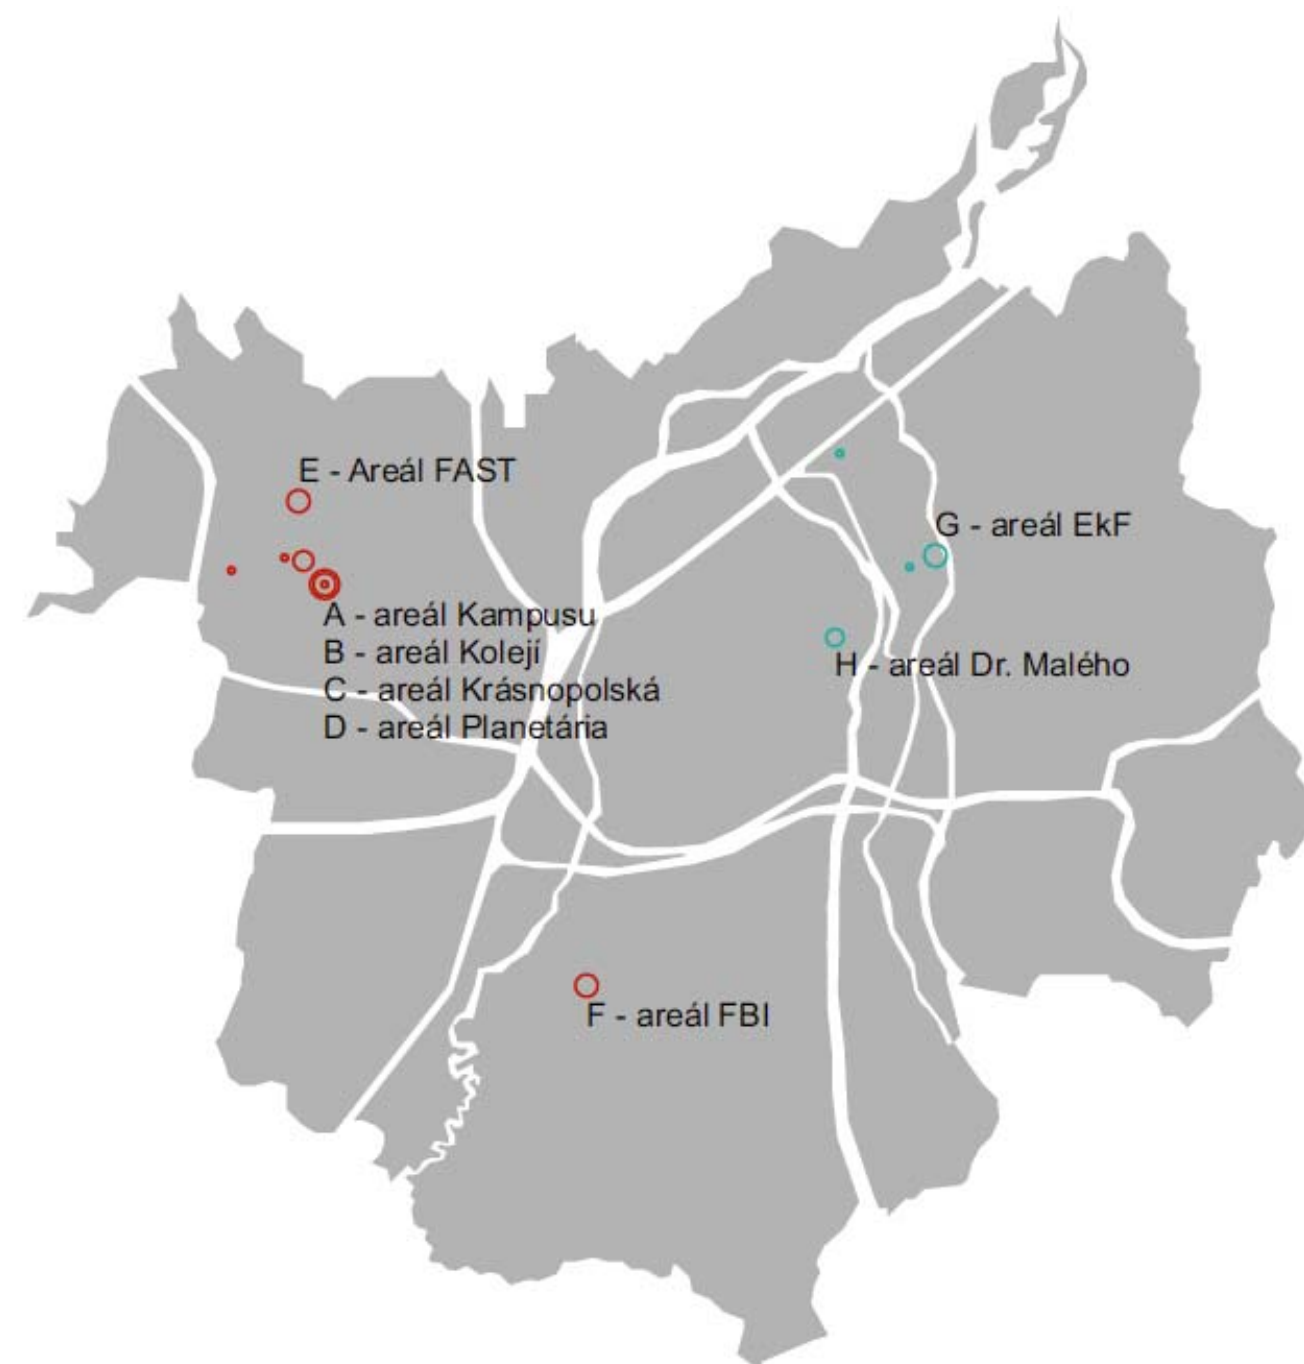 E - Areál FAST
G - areál EkF
A - areál Kampusu
B - areál Kolejí
H - areál Dr. Malého
C - areál Krásnopolská
D - areál Planetária
F - areál FBI